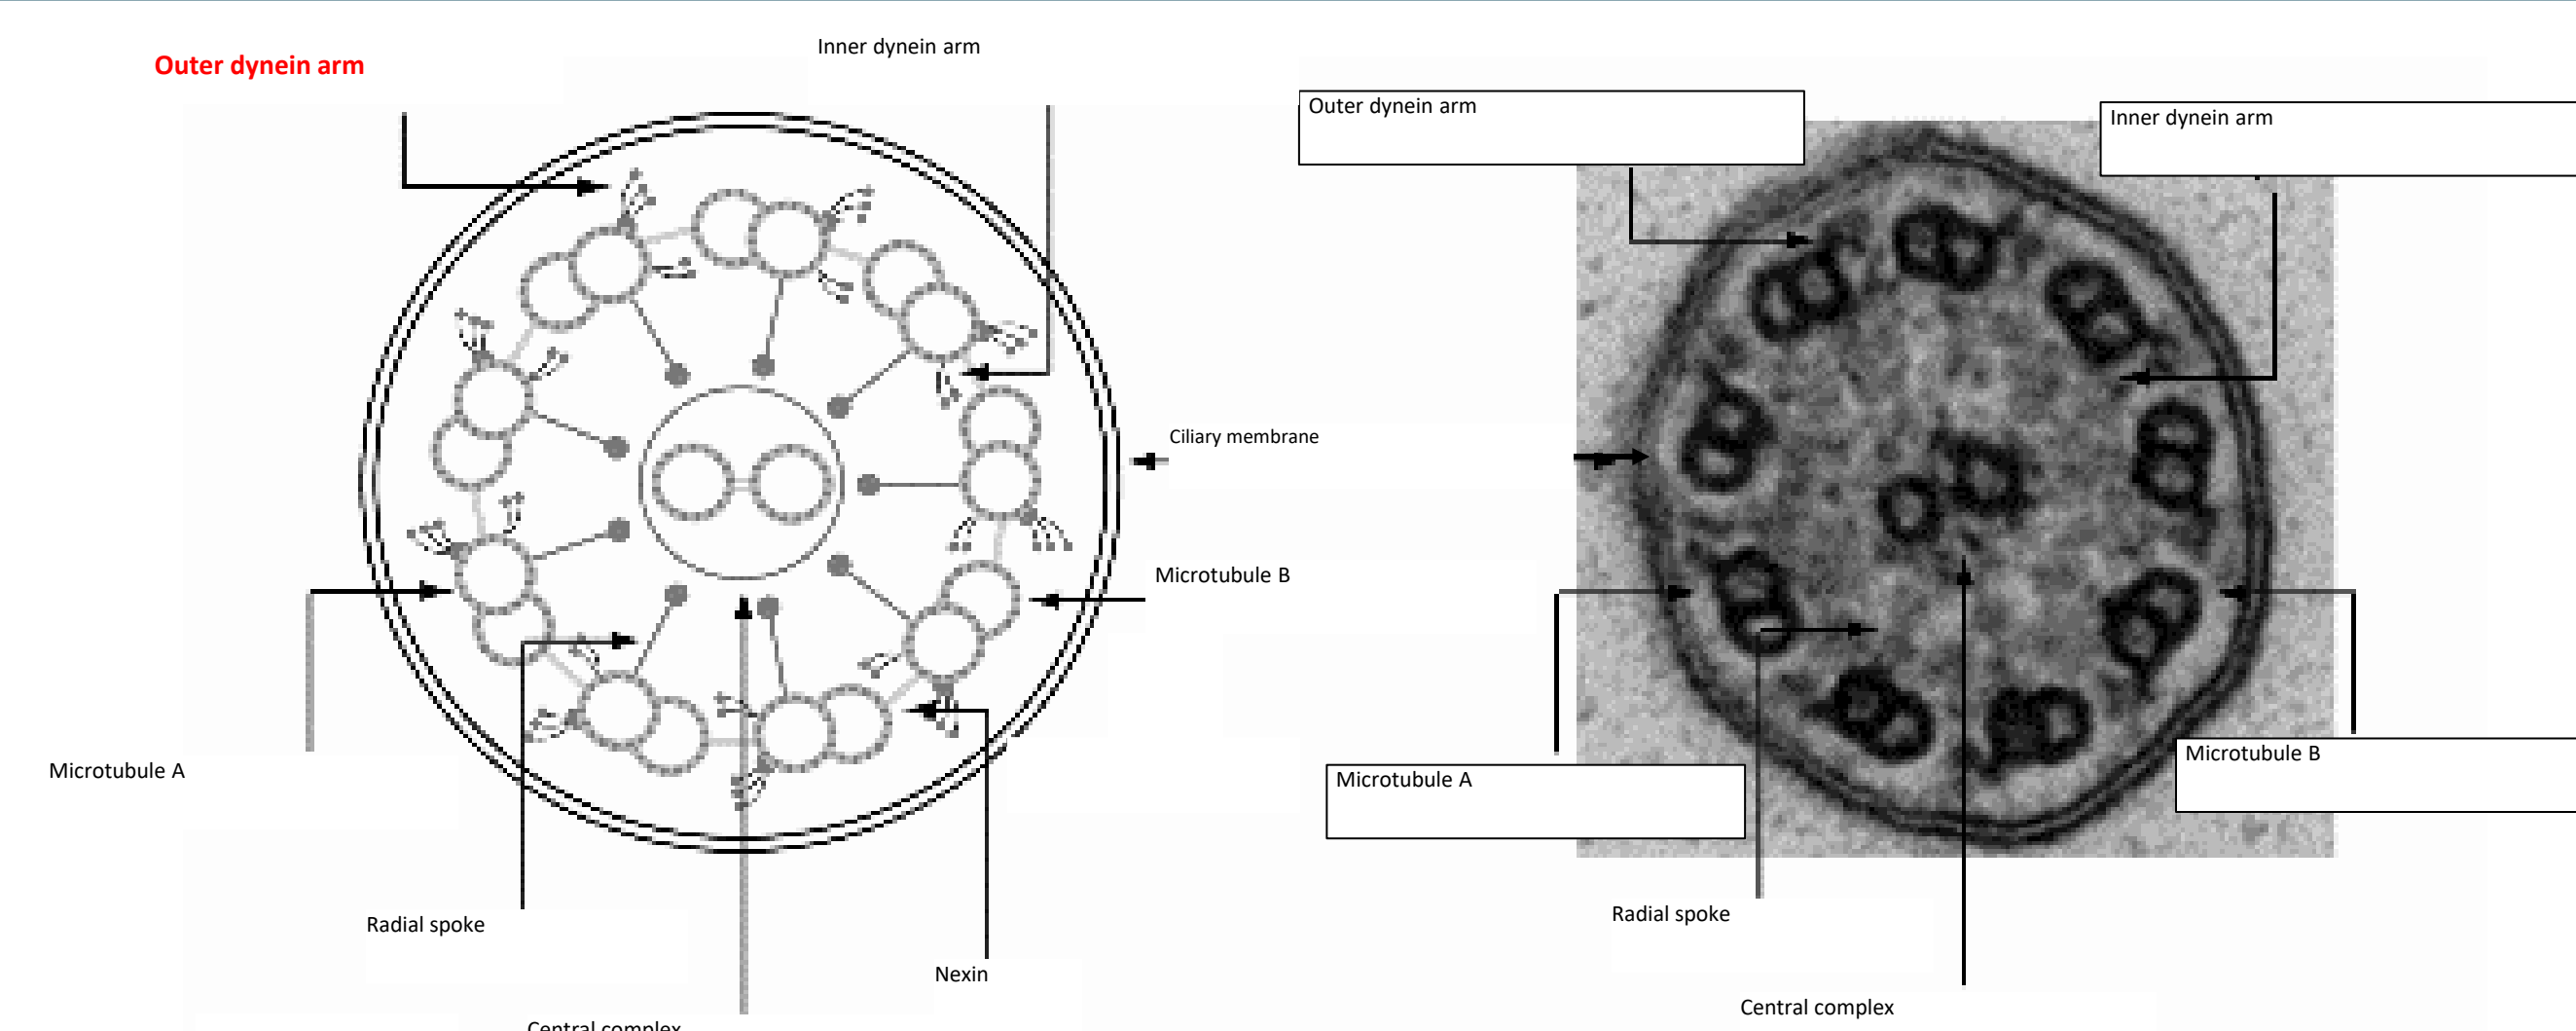 Outer dynein arm
Inner dynein arm
Outer dynein arm
Inner dynein arm
Ciliary membrane
Microtubule B
Microtubule A
Microtubule A
Microtubule B
Radial spoke
Radial spoke
Nexin
Central complex
Central complex